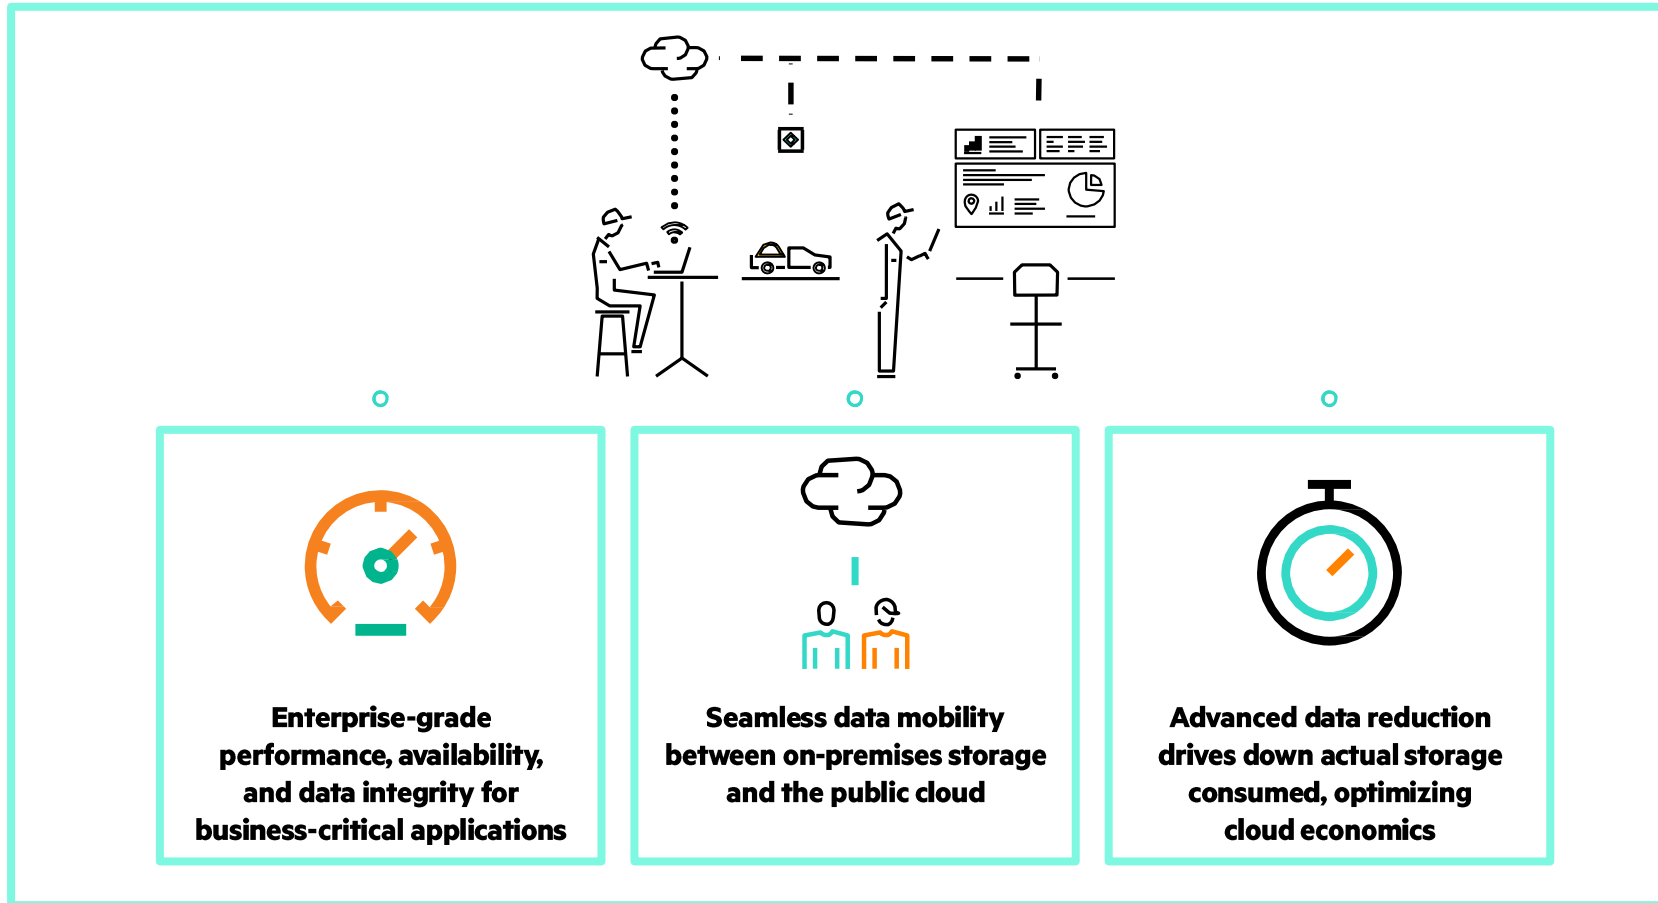 Enterprise-grade
performance, availability,
and data integrity for
business-critical applications
Seamless data mobility
between on-premises storage
and the public cloud
Advanced data reduction
drives down actual storage
consumed, optimizing
cloud economics